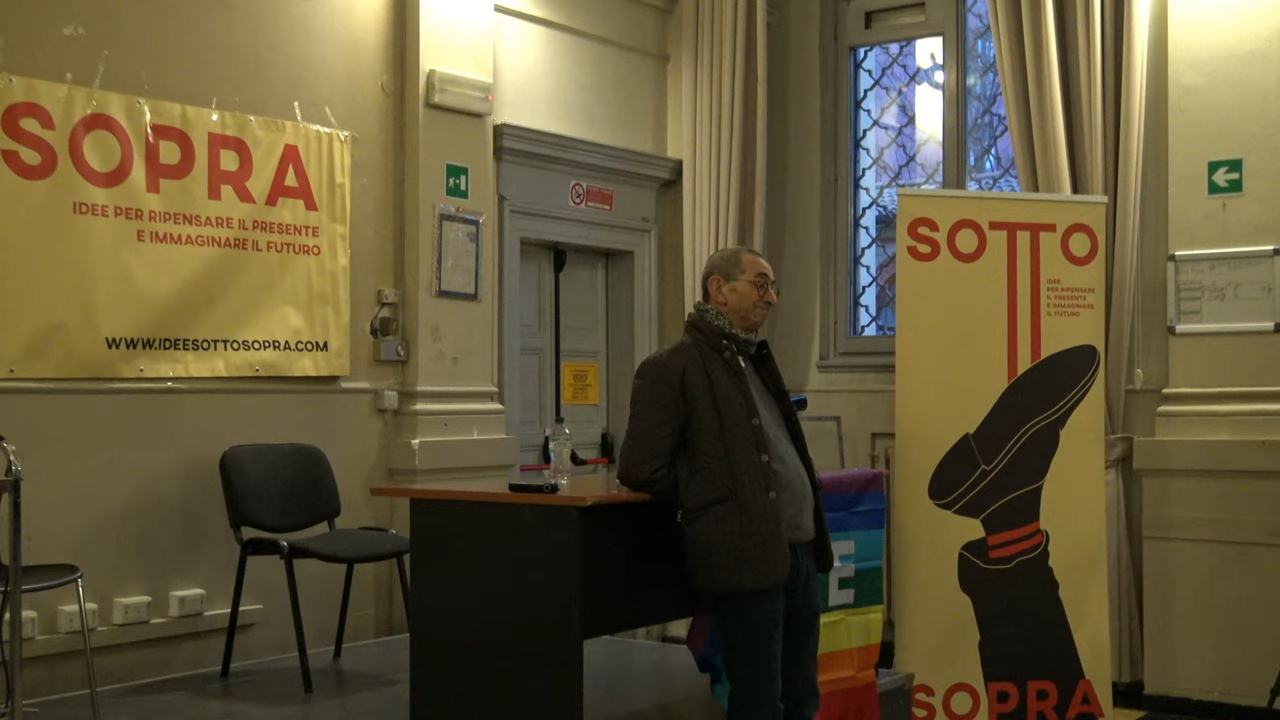 SOPRA
IDEE PER RIPENSARE IL PRESENTE
E IMMAGINARE IL FUTURO
WWW.IDEESOTTOSOPRA.COM
SOTTO
IDEE
PER RIPENSARE
IL PRESENTE
E IMMAGINARE
IL FUTURO
E
SOPRA